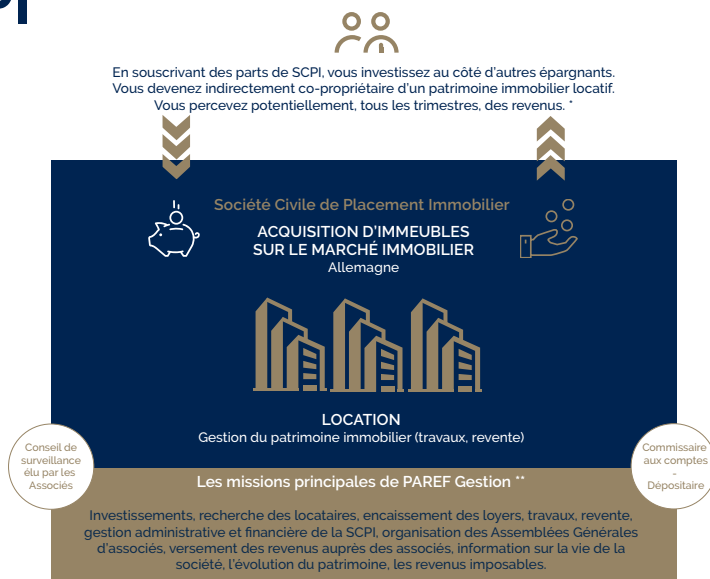 En souscrivant des parts de SCPI, vous investissez au côté d'autres épargnants.
Vous devenez indirectement co-propriétaire d'un patrimoine immobilier locatif.
Vous percevez potentiellement, tous les trimestres, des revenus. *
Société Civile de Placement Immobilier
ACQUISITION D'IMMEUBLES
SUR LE MARCHÉ IMMOBILIER
Allemagne
LOCATION
Gestion du patrimoine immobilier (travaux, revente)
Conseil de
surveillance
élu par les
Associés
Commissaire
aux comptes
-
Dépositaire
Les missions principales de PAREF Gestion **
Investissements, recherche des locataires, encaissement des loyers, travaux, revente,
gestion administrative et financière de la SCPI, organisation des Assemblées Générales
d'associés, versement des revenus auprès des associés, information sur la vie de la
société, l'évolution du patrimoine, les revenus imposables.